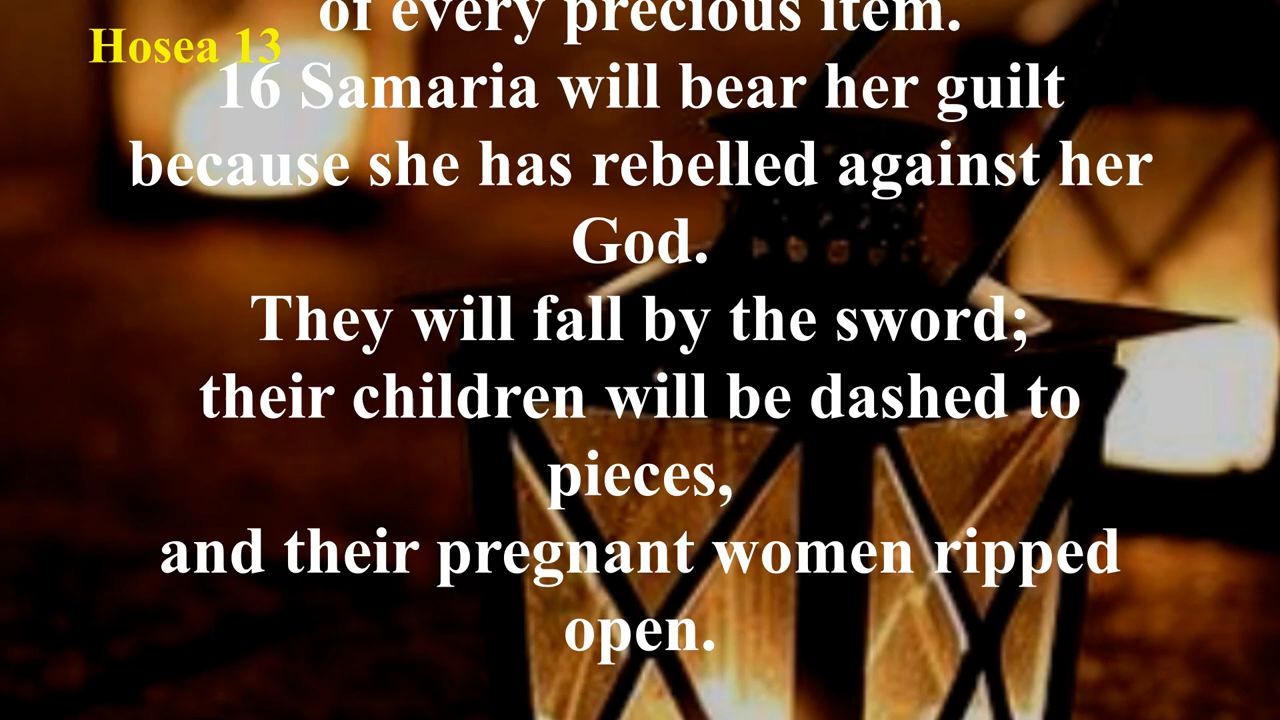 of every precious item.
Hosea 13
16 Samaria will bear her guilt
because she has rebelled against her
God.
They will fall by the sword;
their children will be dashed to
pieces,
and their pregnant women ripped
open.